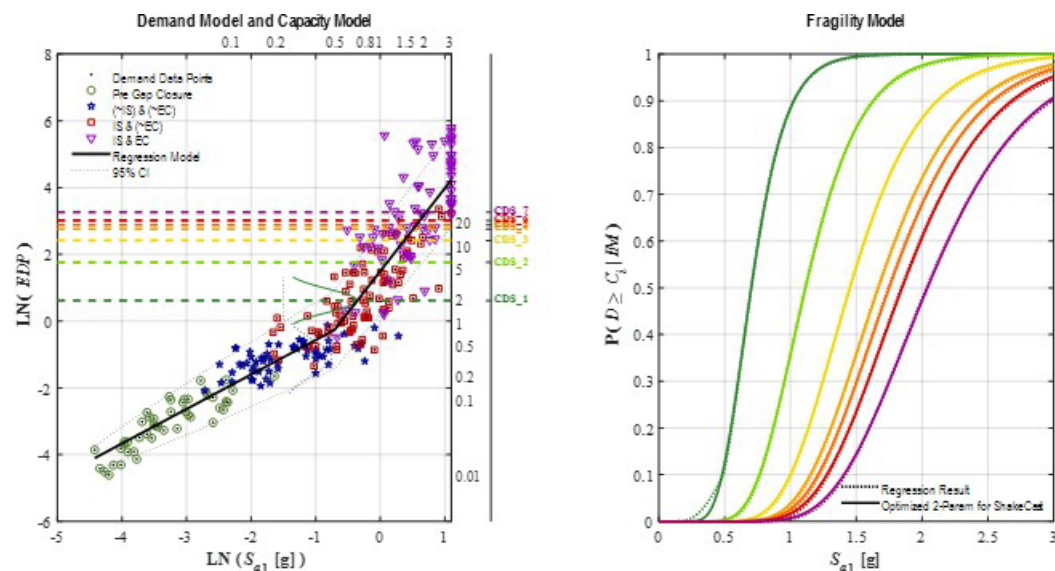 Demand Model and Capacity Model
0.1 0.2 0.5 0.81 1.5 2 3
8
6
4
2
0
-2
-4
-6
LN( EDP)
Demand Data Points
Pre Gap Closure
(~IS) & (~EC)
IS & (~EC)
IS & EC
Regression Model
95% CI
20
10
5
2
1
0.5
0.2
0.1
0.01
CDS_7
CDS_3
CDS_2
CDS_1
-5 -4 -3 -2 -1 0 1
LN (Sa1 [g])
Fragility Model
1
0.9
0.8
0.7
0.6
0.5
0.4
0.3
0.2
0.1
0
P( D ≥ Ci | IM)
Regression Result
Optimized 2-Param for ShakeCast
0 0.5 1 1.5 2 2.5 3
Sa1 [g]